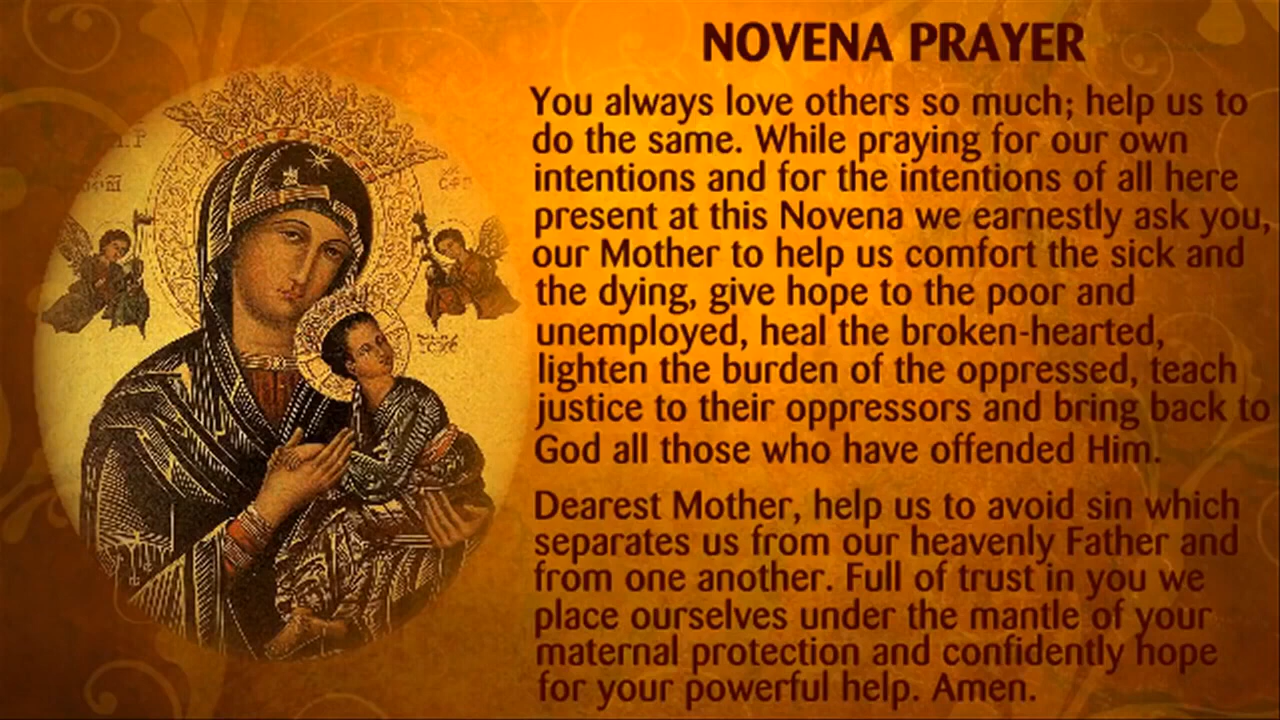 NOVENA PRAYER
You always love others so much; help us to
do the same. While praying for our own
intentions and for the intentions of all here
present at this Novena we earnestly ask you,
our Mother to help us comfort the sick and
the dying, give hope to the poor and
unemployed, heal the broken-hearted,
lighten the burden of the oppressed, teach
justice to their oppressors and bring back to
God all those who have offended Him.
Dearest Mother, help us to avoid sin which
separates us from our heavenly Father and
from one another. Full of trust in you we
place ourselves under the mantle of your
maternal protection and confidently hope
for your powerful help. Amen.